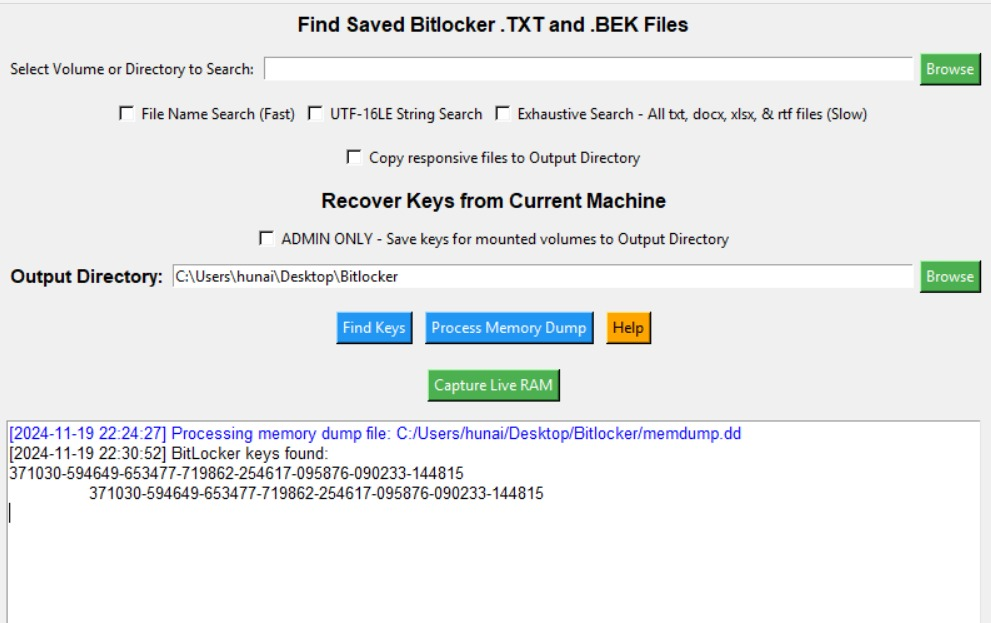 Find Saved Bitlocker .TXT and .BEK Files
Select Volume or Directory to Search:
Browse
File Name Search (Fast) UTF-16LE String Search Exhaustive Search - All txt, docx, xlsx, & rtf files (Slow)
Copy responsive files to Output Directory
Recover Keys from Current Machine
ADMIN ONLY - Save keys for mounted volumes to Output Directory
Output Directory: C:\Users\hunai\Desktop\Bitlocker Browse
Find Keys Process Memory Dump Help
Capture Live RAM
[2024-11-19 22:24:27] Processing memory dump file: C:/Users/hunai/Desktop/Bitlocker/memdump.dd
[2024-11-19 22:30:52] BitLocker keys found:
371030-594649-653477-719862-254617-095876-090233-144815
371030-594649-653477-719862-254617-095876-090233-144815